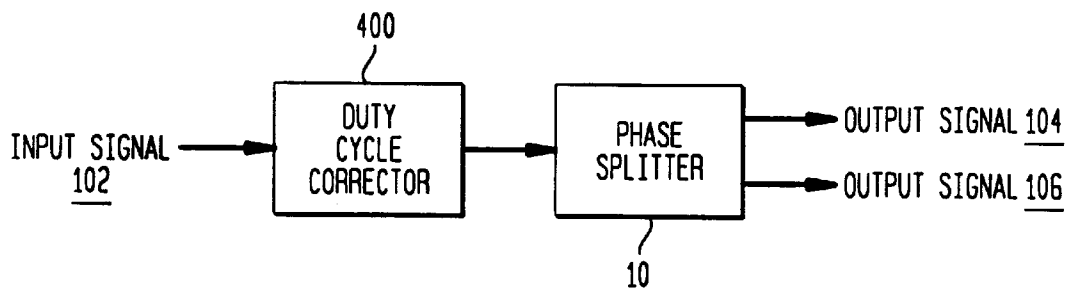 400
INPUT SIGNAL
102
DUTY
CYCLE
CORRECTOR
PHASE
SPLITTER
OUTPUT SIGNAL 104
OUTPUT SIGNAL 106
10